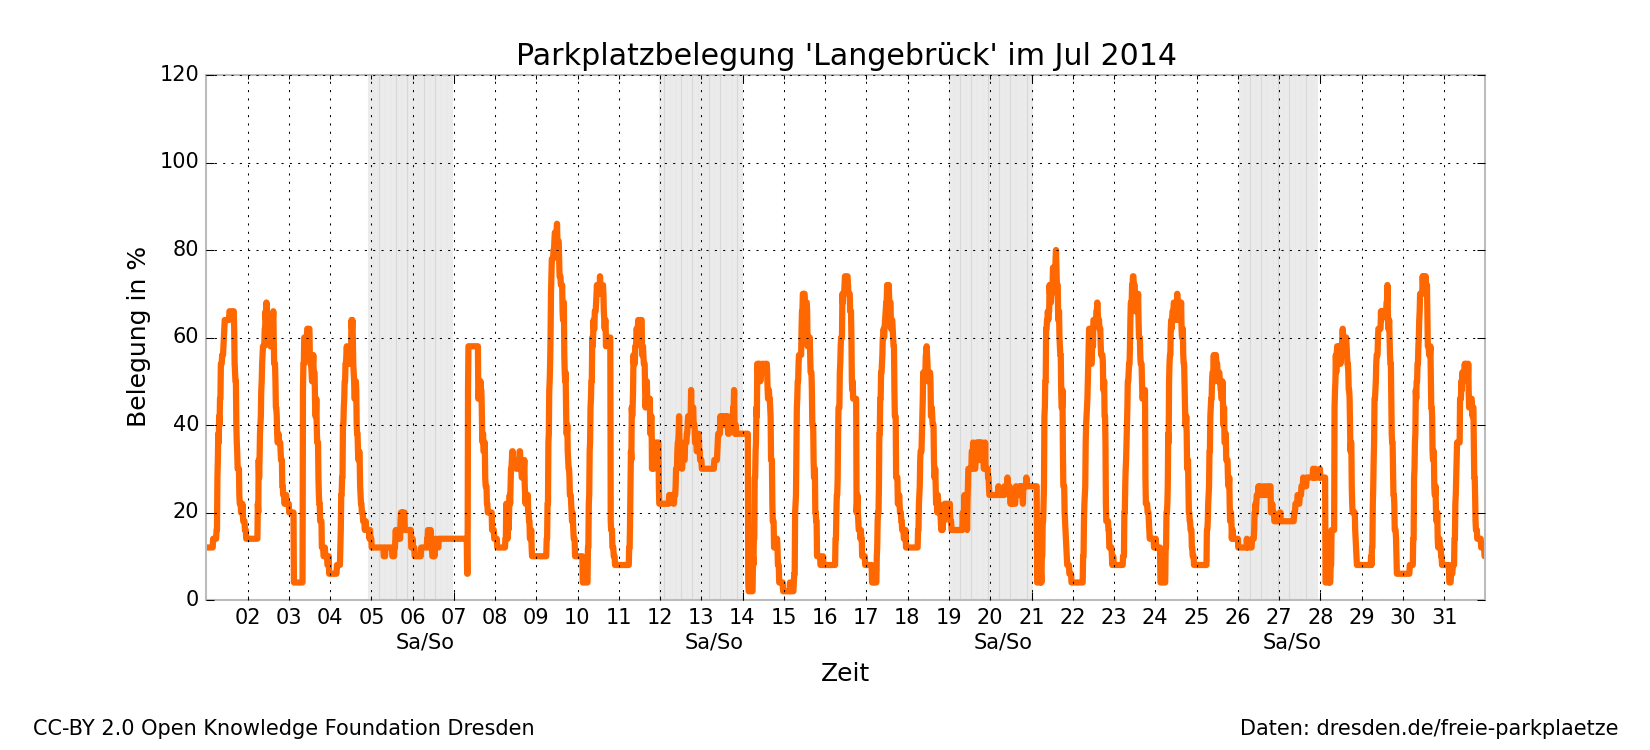 Parkplatzbelegung 'Langebrück' im Jul 2014
120
100
80
60
40
20
0
Belegung in %
02 03 04 05 06 07 08 09 10 11 12 13 14 15 16 17 18 19 20 21 22 23 24 25 26 27 28 29 30 31
Sa/So Sa/So Sa/So Sa/So
Zeit
CC-BY 2.0 Open Knowledge Foundation Dresden
Daten: dresden.de/freie-parkplaetze